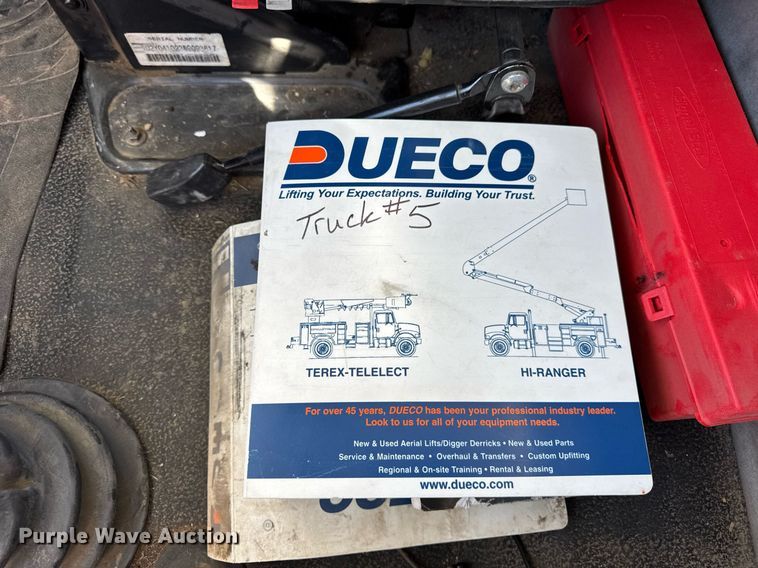 SERIAL NUMBER
DUECO®
Lifting Your Expectations. Building Your Trust.
Truck #5
TEREX-TELELECT
HI-RANGER
For over 45 years, DUECO has been your professional industry leader.
Look to us for all of your equipment needs.
New & Used Aerial Lifts/Digger Derricks • New & Used Parts
Service & Maintenance • Overhaul & Transfers • Custom Upfitting
Regional & On-site Training • Rental & Leasing
www.dueco.com
Purple Wave Auction